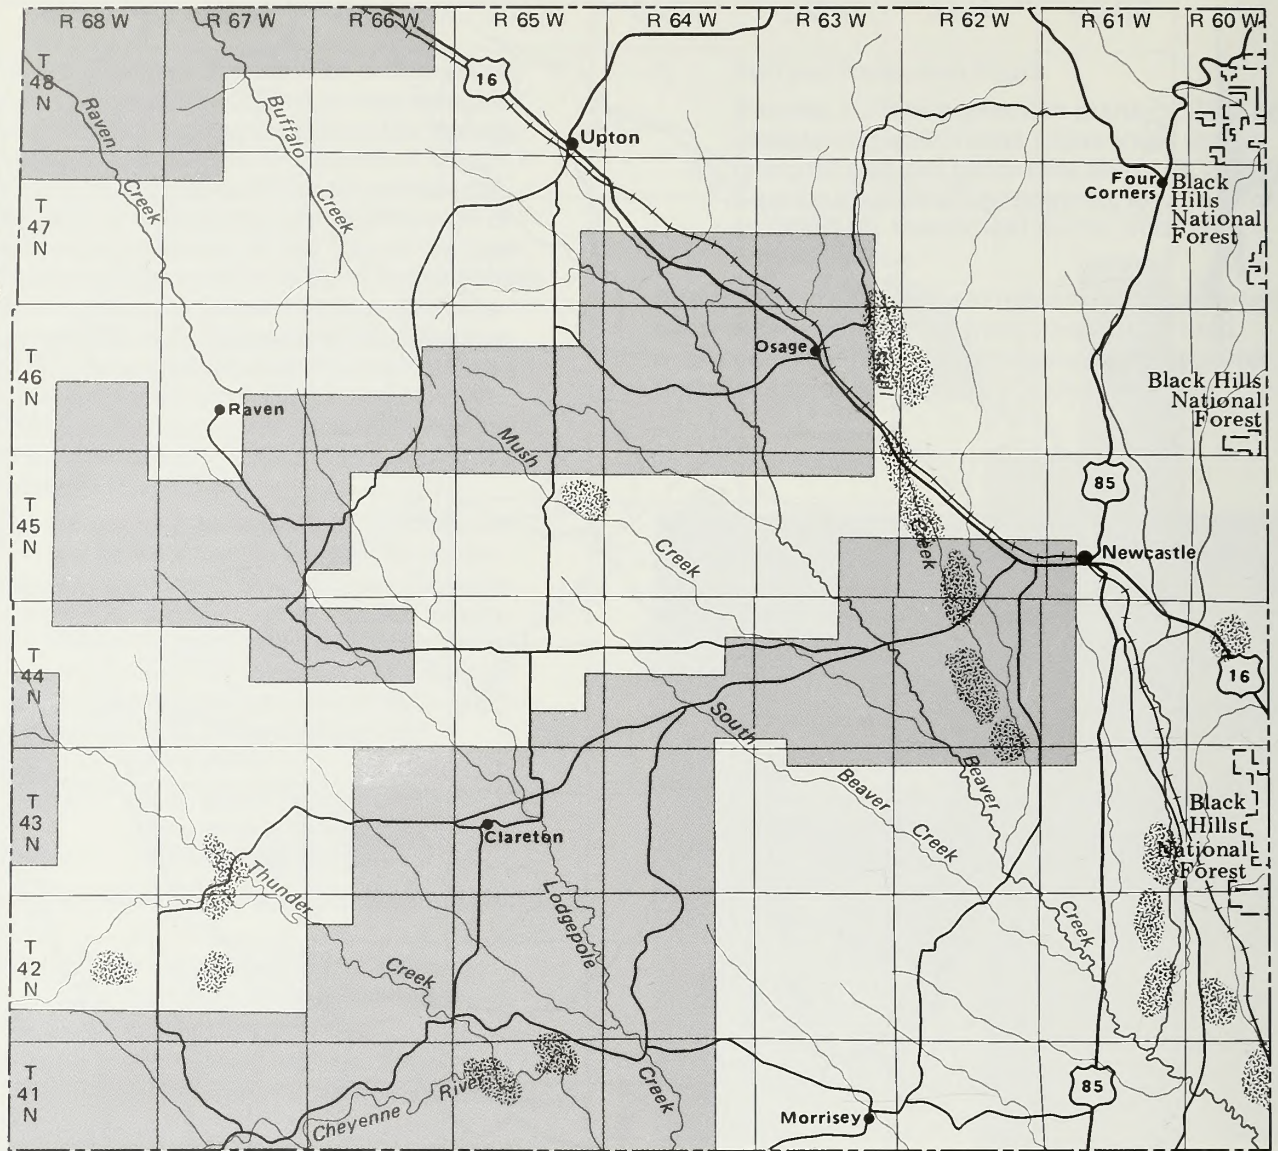 R 68 W
R 67 W
R 66 W
R 65 W
R 64 W
R 63 W
R 62 W
R 61 W
R 60 W
T
48
N
16
Upton
Raven
Creek
Buffalo
Creek
Four
Corners
Black
Hills
National
Forest
T
47
N
T
46
N
Osage
Skull
Creek
Black Hills
National
Forest
Raven
Mush
Creek
85
T
45
N
Newcastle
T
44
N
16
South
Beaver
Creek
Beaver
Creek
T
43
N
Clareton
Black
Hills
National
Forest
Thunder
Creek
Lodgepole
Creek
T
42
N
T
41
N
Cheyenne
River
85
Morrisey